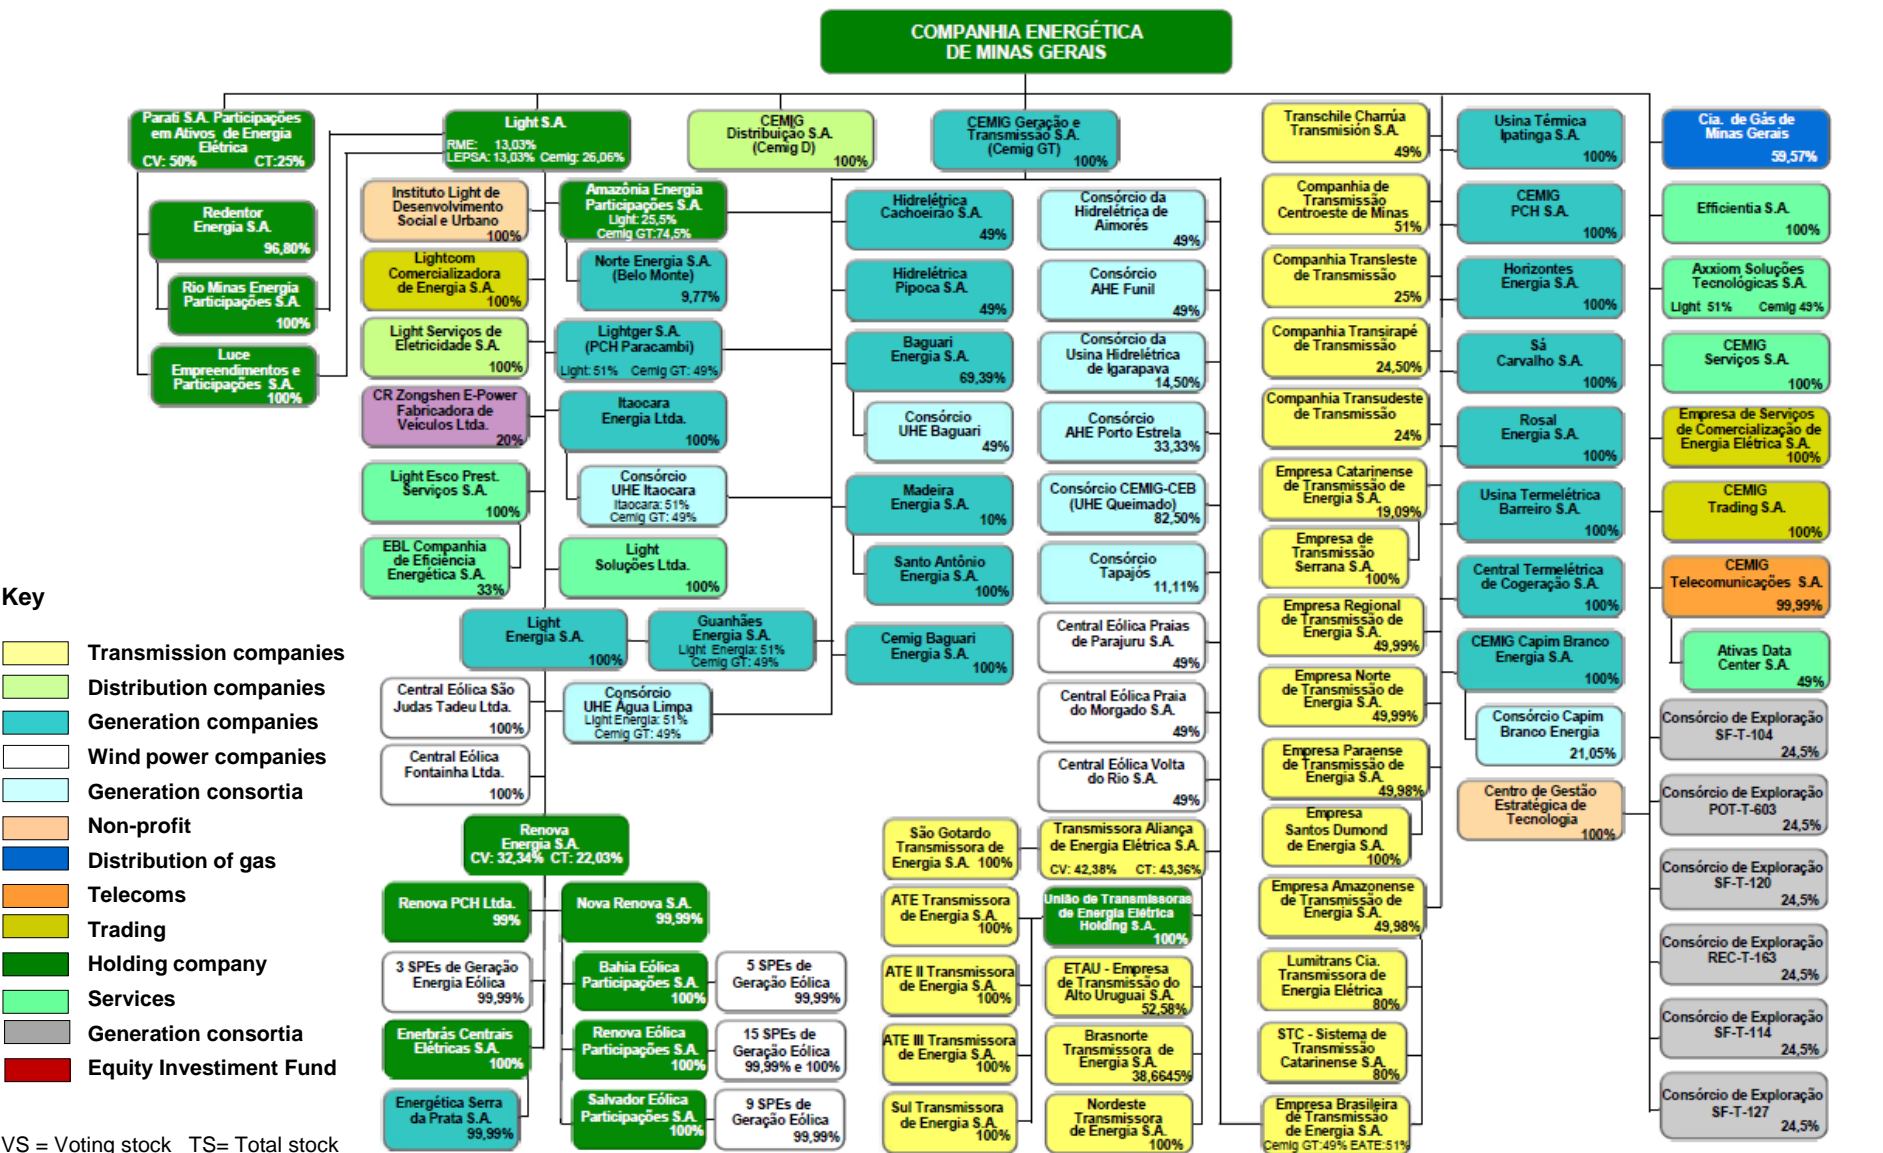 COMPANHIA ENERGÉTICA
DE MINAS GERAIS
Parati S.A. Participações
em Ativos de Energia
Elétrica
CV: 50% CT:25%
Redentor
Energia S.A.
96,80%
Rio Minas Energia
Participações S.A.
100%
Luce
Empreendimentos e
Participações S.A.
100%
Light S.A.
RME: 13,03%
LEPSA: 13,03% Cemig: 26,06%
Instituto Light de
Desenvolvimento
Social e Urbano
100%
Lightcom
Comercializadora
de Energia S.A.
100%
Light Serviços de
Eletricidade S.A.
100%
CR Zongshen E-Power
Fabricadora de
Veículos Ltda.
20%
Light Esco Prest.
Serviços S.A.
100%
EBL Companhia
de Eficiência
Energética S.A.
33%
Amazônia Energia
Participações S.A.
Light: 25,5%
Cemig GT:74,5%
Norte Energia S.A.
(Belo Monte)
9,77%
Lightger S.A.
(PCH Paracambi)
Light: 51% Cemig GT: 49%
Itaocara
Energia Ltda.
100%
Consórcio
UHE Itaocara
Itaocara: 51%
Cemig GT: 49%
Light
Soluções Ltda.
100%
Light
Energia S.A.
100%
Guanhães
Energia S.A.
Light Energia: 51%
Cemig GT: 49%
Central Eólica São
Judas Tadeu Ltda.
100%
Consórcio
UHE Água Limpa
Light Energia: 51%
Cemig GT: 49%
Central Eólica
Fontainha Ltda.
100%
Renova
Energia S.A.
CV: 32,34% CT: 22,03%
Renova PCH Ltda.
99%
Nova Renova S.A.
99,99%
3 SPEs de Geração
Energia Eólica
99,99%
Bahia Eólica
Participações S.A.
100%
5 SPEs de
Geração Eólica
99,99%
Enerbrás Centrais
Elétricas S.A.
100%
Renova Eólica
Participações S.A.
100%
15 SPEs de
Geração Eólica
99,99% e 100%
Energética Serra
da Prata S.A.
99,99%
Salvador Eólica
Participações S.A.
100%
9 SPEs de
Geração Eólica
99,99%
CEMIG
Distribuição S.A.
(Cemig D)
100%
CEMIG Geração e
Transmissão S.A.
(Cemig GT)
100%
Hidrelétrica
Cachoeirão S.A.
49%
Hidrelétrica
Pipoca S.A.
49%
Baguari
Energia S.A.
69,39%
Consórcio
UHE Baguari
49%
Madeira
Energia S.A.
10%
Santo Antônio
Energia S.A.
100%
Cemig Baguari
Energia S.A.
100%
Consórcio da
Hidrelétrica de
Aimorés
49%
Consórcio
AHE Funil
49%
Consórcio da
Usina Hidrelétrica
de Igarapava
14,50%
Consórcio
AHE Porto Estrela
33,33%
Consórcio CEMIG-CEB
(UHE Queimado)
82,50%
Consórcio
Tapajós
11,11%
Central Eólica Praias
de Parajuru S.A.
49%
Central Eólica Praia
do Morgado S.A.
49%
Central Eólica Volta
do Rio S.A.
49%
São Gotardo
Transmissora de
Energia S.A. 100%
Transmissora Aliança
de Energia Elétrica S.A.
CV: 42,38% CT: 43,36%
ATE Transmissora
de Energia S.A.
100%
União de Transmissoras
de Energia Elétrica
Holding S.A.
100%
ATE II Transmissora
de Energia S.A.
100%
ETAU - Empresa
de Transmissão do
Alto Uruguai S.A.
52,58%
ATE III Transmissora
de Energia S.A.
100%
Brasnorte
Transmissora de
Energia S.A.
38,6645%
Sul Transmissora
de Energia S.A.
100%
Nordeste
Transmissora
de Energia S.A.
100%
Transchile Charrúa
Transmisión S.A.
49%
Companhia de
Transmissão
Centroeste de Minas
51%
Companhia Transleste
de Transmissão
25%
Companhia Transirapé
de Transmissão
24,50%
Companhia Transudeste
de Transmissão
24%
Empresa Catarinense
de Transmissão de
Energia S.A.
19,09%
Empresa de
Transmissão
Serrana S.A.
100%
Empresa Regional
de Transmissão de
Energia S.A.
49,99%
Empresa Norte
de Transmissão de
Energia S.A.
49,99%
Empresa Paraense
de Transmissão de
Energia S.A.
49,98%
Empresa
Santos Dumond
de Energia S.A.
100%
Empresa Amazonense
de Transmissão de
Energia S.A.
49,98%
Lumitrans Cia.
Transmissora de
Energia Elétrica
80%
STC - Sistema de
Transmissão
Catarinense S.A.
80%
Empresa Brasileira
de Transmissão
de Energia S.A.
Cemig GT:49% EATE:51%
Usina Térmica
Ipatinga S.A.
100%
CEMIG
PCH S.A.
100%
Horizontes
Energia S.A.
100%
Sá
Carvalho S.A.
100%
Rosal
Energia S.A.
100%
Usina Termelétrica
Barreiro S.A.
100%
Central Termelétrica
de Cogeração S.A.
100%
CEMIG Capim Branco
Energia S.A.
100%
Consórcio Capim
Branco Energia
21,05%
Centro de Gestão
Estratégica de
Tecnologia
100%
Cia. de Gás de
Minas Gerais
59,57%
Efficientia S.A.
100%
Axxiom Soluções
Tecnológicas S.A.
Light 51% Cemig 49%
CEMIG
Serviços S.A.
100%
Empresa de Serviços
de Comercialização de
Energia Elétrica S.A.
100%
CEMIG
Trading S.A.
100%
CEMIG
Telecomunicações S.A.
99,99%
Ativas Data
Center S.A.
49%
Consórcio de Exploração
SF-T-104
24,5%
Consórcio de Exploração
POT-T-603
24,5%
Consórcio de Exploração
SF-T-120
24,5%
Consórcio de Exploração
REC-T-163
24,5%
Consórcio de Exploração
SF-T-114
24,5%
Consórcio de Exploração
SF-T-127
24,5%
Key
Transmission companies
Distribution companies
Generation companies
Wind power companies
Generation consortia
Non-profit
Distribution of gas
Telecoms
Trading
Holding company
Services
Generation consortia
Equity Investiment Fund
VS = Voting stock TS= Total stock